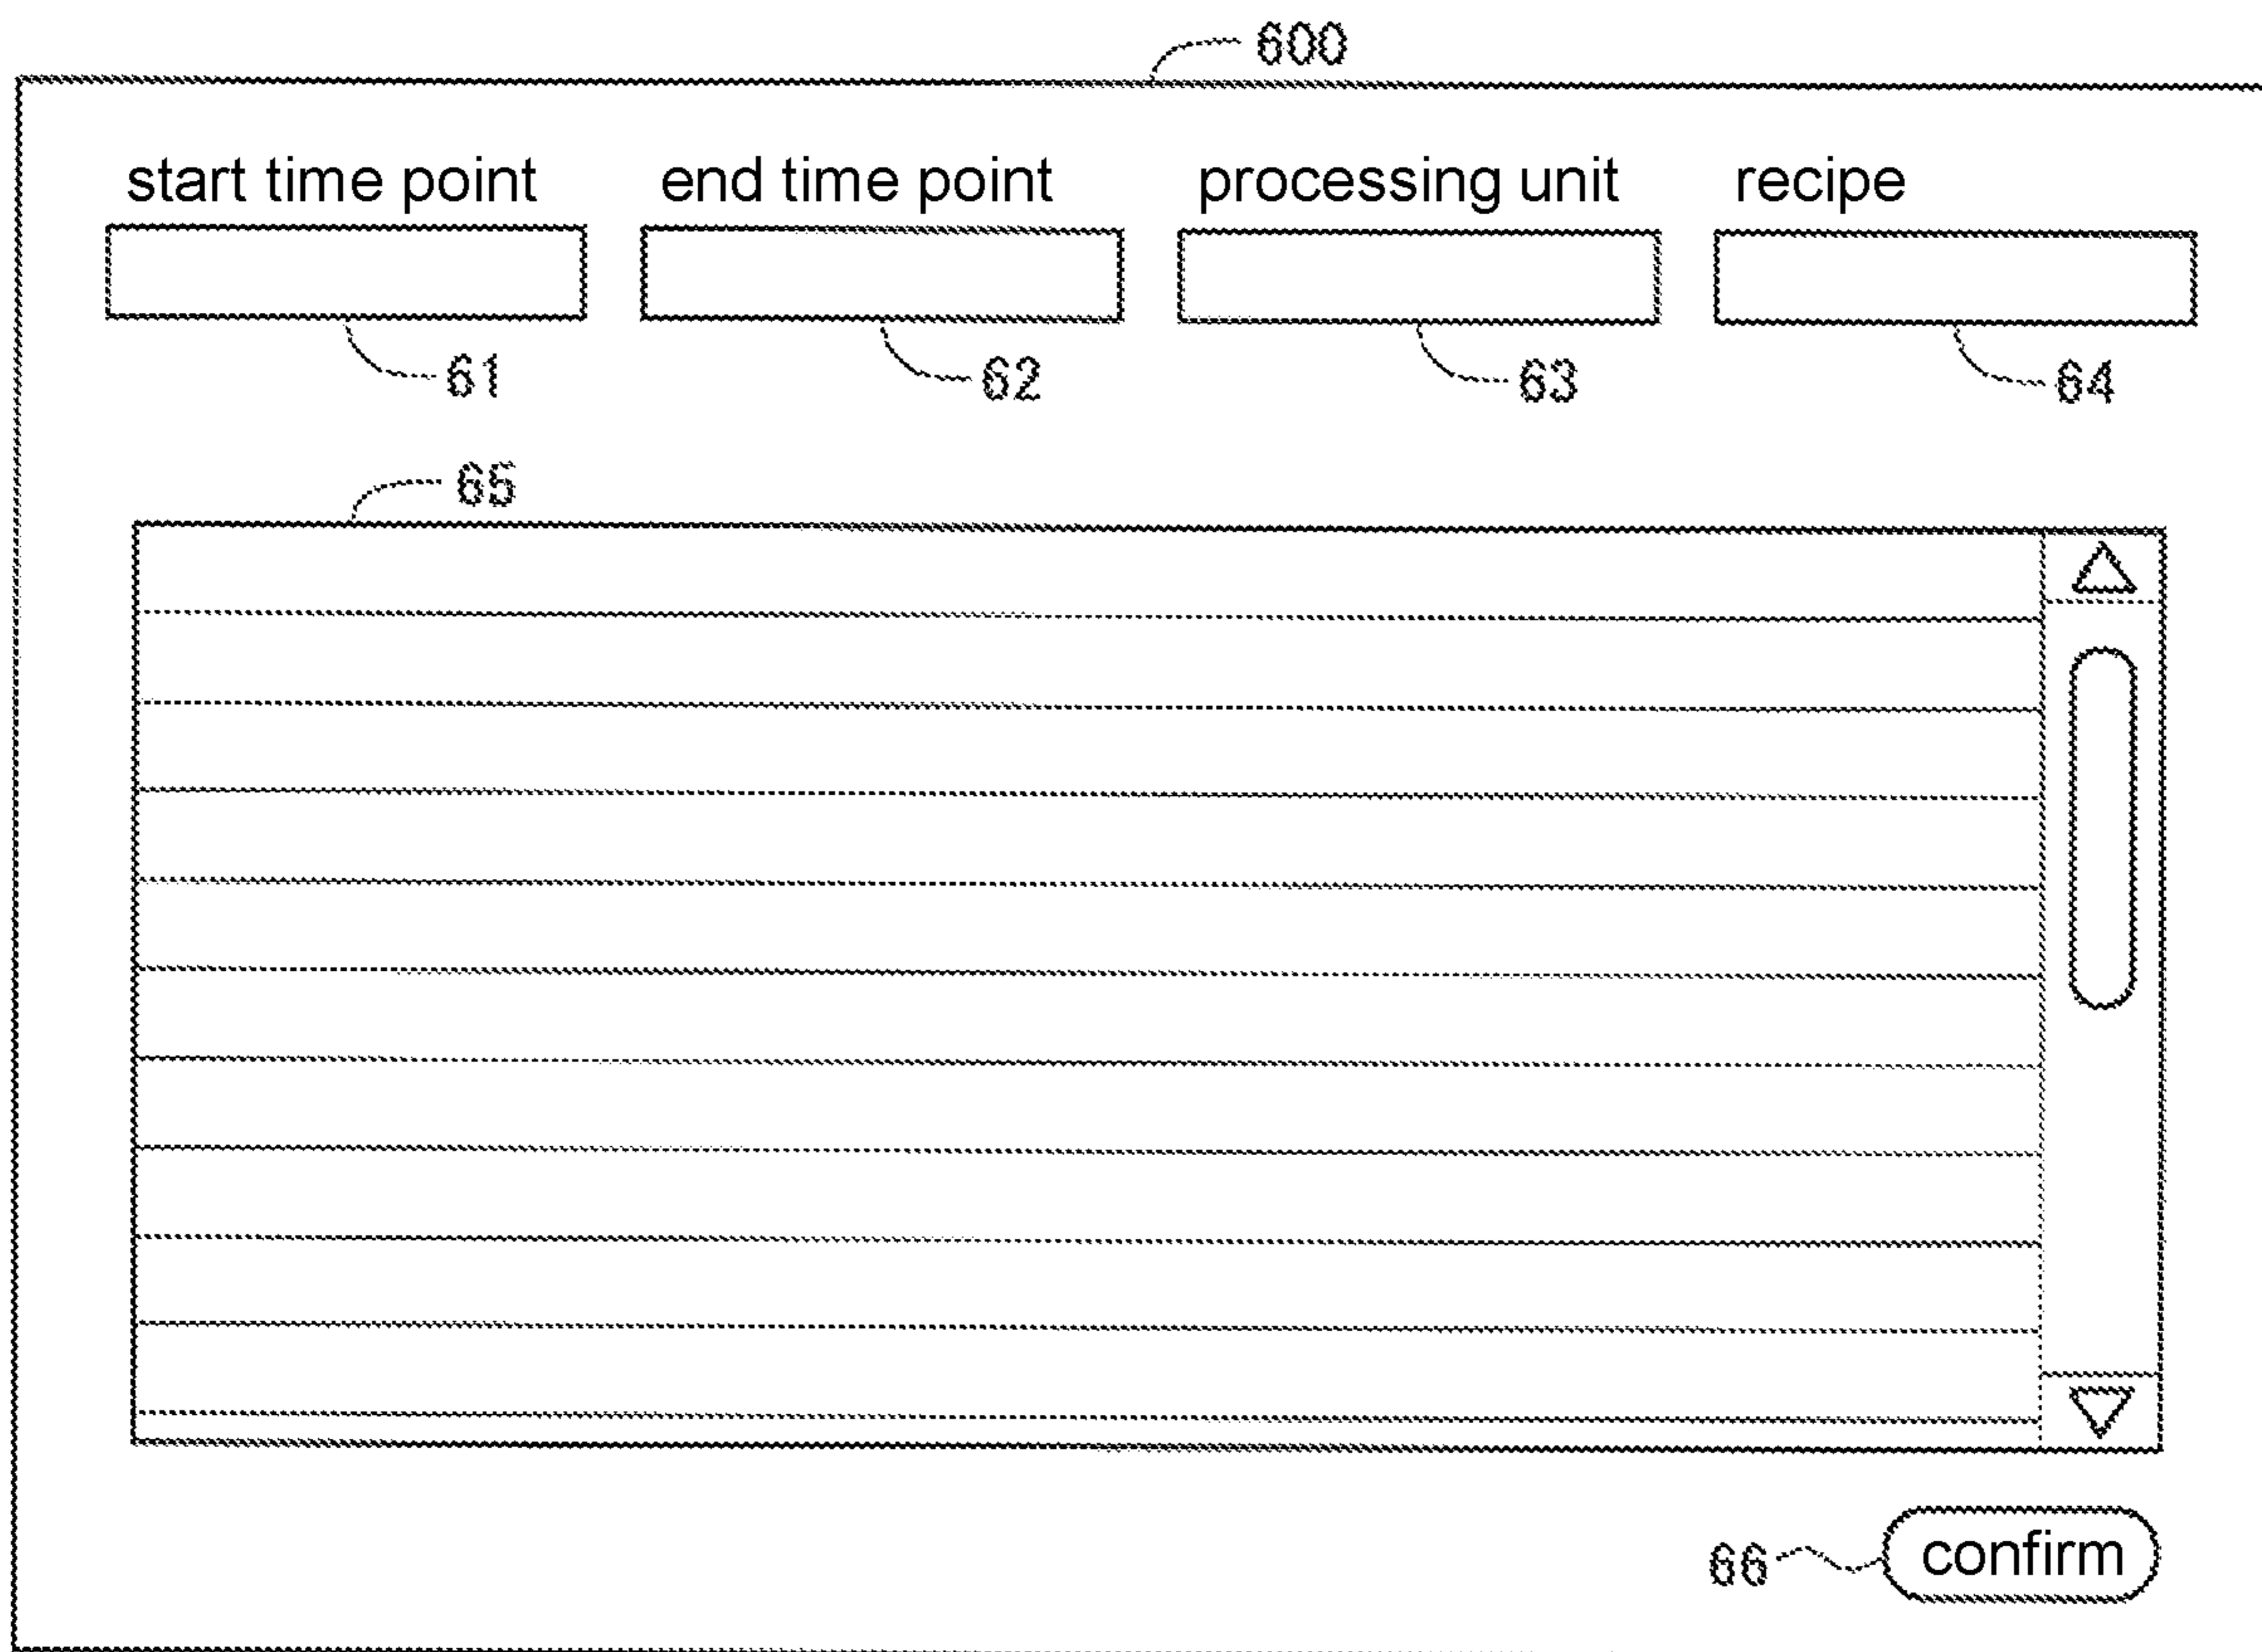 600
start time point end time point processing unit recipe
61 62 63 64
65
66 confirm